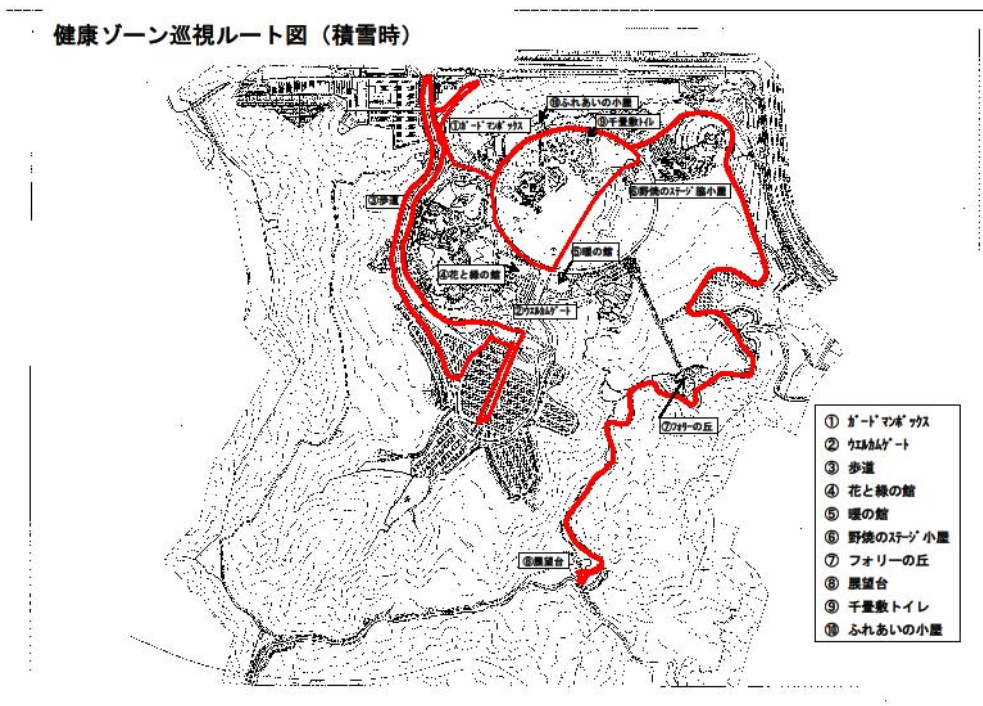 健康ゾーン巡視ルート図（積雪時）
⑩ふれあいの小屋
①ｶﾞｰﾄﾞﾏﾝﾎﾞｯｸｽ
⑨千畳敷トイレ
⑥野焼のｽﾃｰｼﾞ脇小屋
③歩道
⑤暖の館
④花と緑の館
②ｳｴﾙｶﾑｹﾞｰﾄ
⑦フォリーの丘
⑧展望台
① ｶﾞｰﾄﾞﾏﾝﾎﾞｯｸｽ
② ｳｴﾙｶﾑｹﾞｰﾄ
③ 歩道
④ 花と緑の館
⑤ 暖の館
⑥ 野焼のｽﾃｰｼﾞ小屋
⑦ フォリーの丘
⑧ 展望台
⑨ 千畳敷トイレ
⑩ ふれあいの小屋